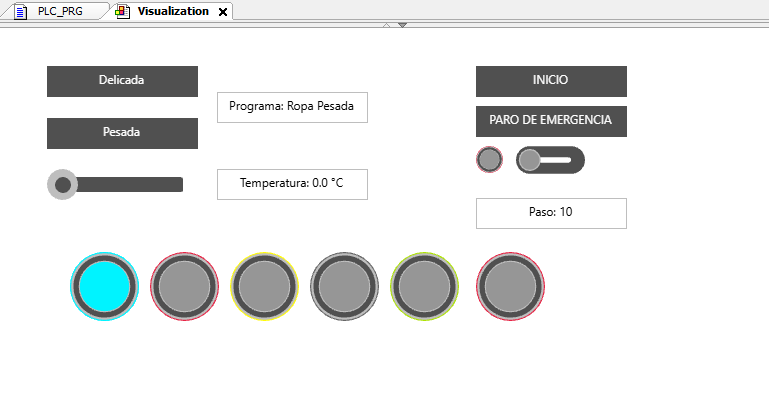 PLC_PRG
Visualization
Delicada
Programa: Ropa Pesada
Pesada
Temperatura: 0.0 °C
INICIO
PARO DE EMERGENCIA
Paso: 10